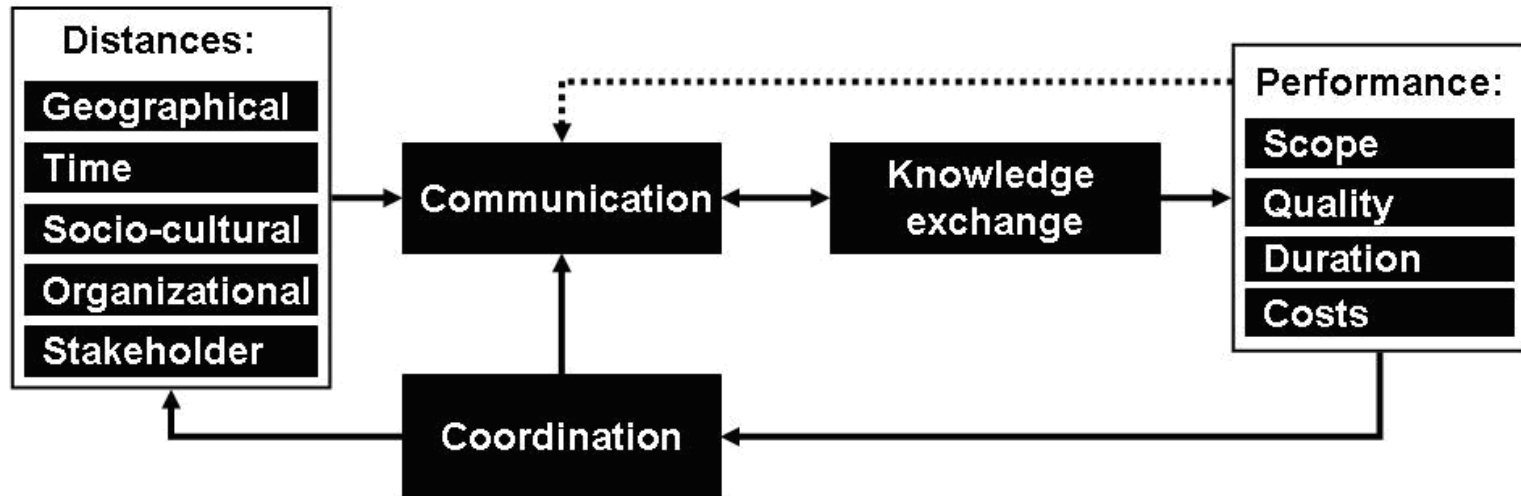 Distances:
Geographical
Time
Socio-cultural
Organizational
Stakeholder
Communication
Coordination
Knowledge
exchange
Performance:
Scope
Quality
Duration
Costs